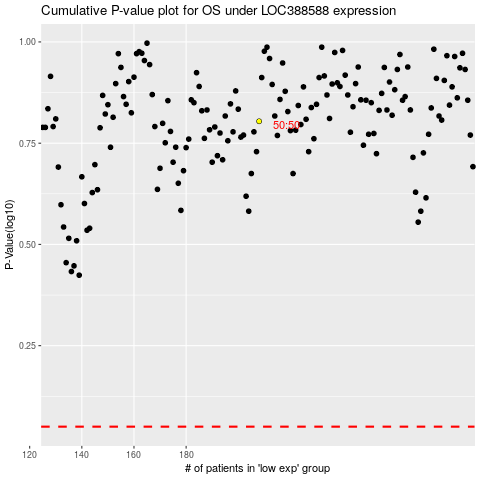 Cumulative P-value plot for OS under LOC388588 expression
P-Value(log10)
1.00
0.75
0.50
0.25
50:50
120 140 160 180
# of patients in 'low exp' group